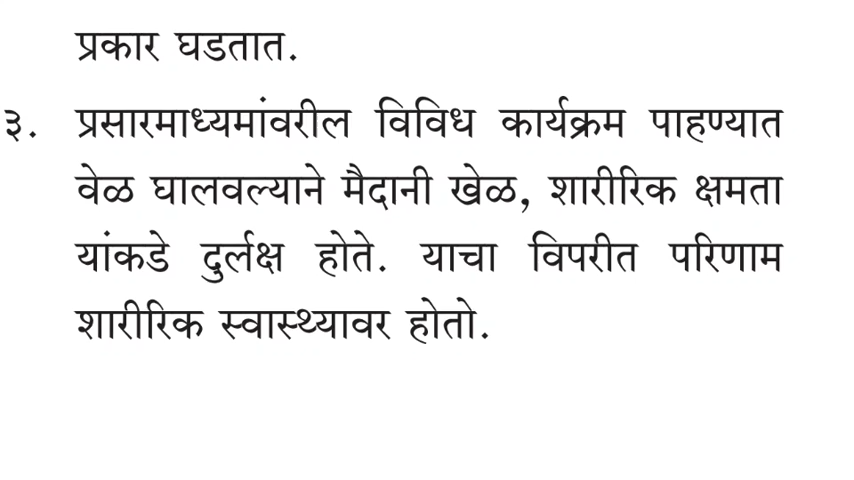 प्रकार घडतात.
३. प्रसारमाध्यमांवरील विविध कार्यक्रम पाहण्यात
वेळ घालवल्याने मैदानी खेळ, शारीरिक क्षमता
यांकडे दुर्लक्ष होते. याचा विपरीत परिणाम
शारीरिक स्वास्थ्यावर होतो.